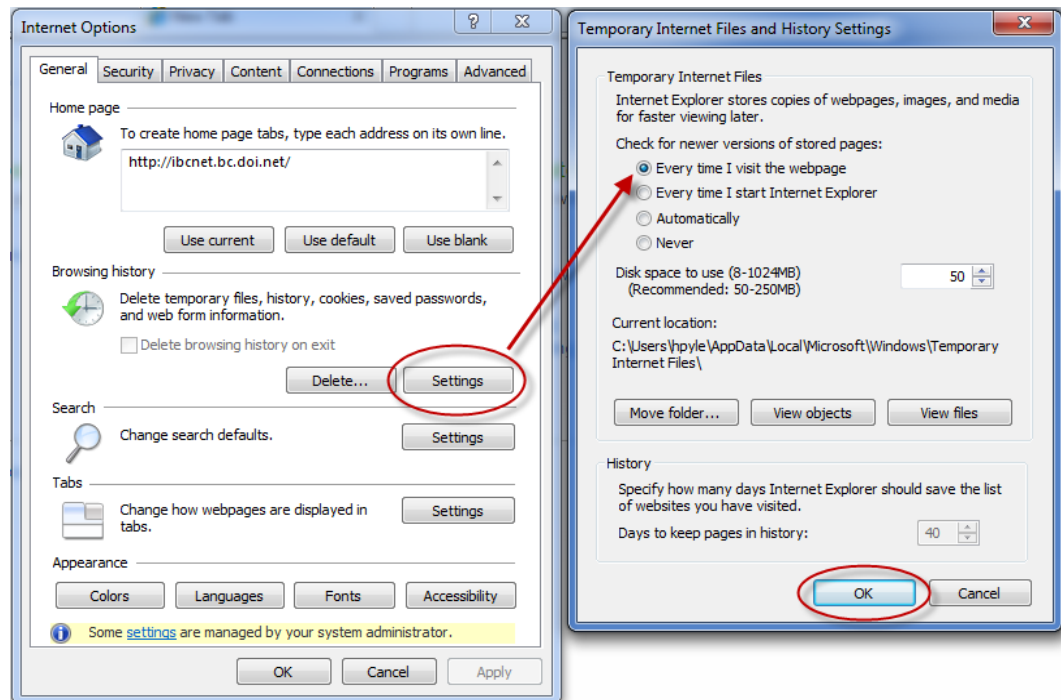 Internet Options
General Security Privacy Content Connections Programs Advanced
Home page
To create home page tabs, type each address on its own line.
http://ibcnet.bc.doi.net/
Use current Use default Use blank
Browsing history
Delete temporary files, history, cookies, saved passwords,
and web form information.
Delete browsing history on exit
Delete... Settings
Search
Change search defaults.
Settings
Tabs
Change how webpages are displayed in
tabs.
Settings
Appearance
Colors Languages Fonts Accessibility
Some settings are managed by your system administrator.
OK Cancel Apply
Temporary Internet Files and History Settings
Temporary Internet Files
Internet Explorer stores copies of webpages, images, and media
for faster viewing later.
Check for newer versions of stored pages:
Every time I visit the webpage
Every time I start Internet Explorer
Automatically
Never
Disk space to use (8-1024MB)
(Recommended: 50-250MB)
50
Current location:
C:\Users\hpyle\AppData\Local\Microsoft\Windows\Temporary
Internet Files\
Move folder... View objects View files
History
Specify how many days Internet Explorer should save the list
of websites you have visited.
Days to keep pages in history: 40
OK Cancel